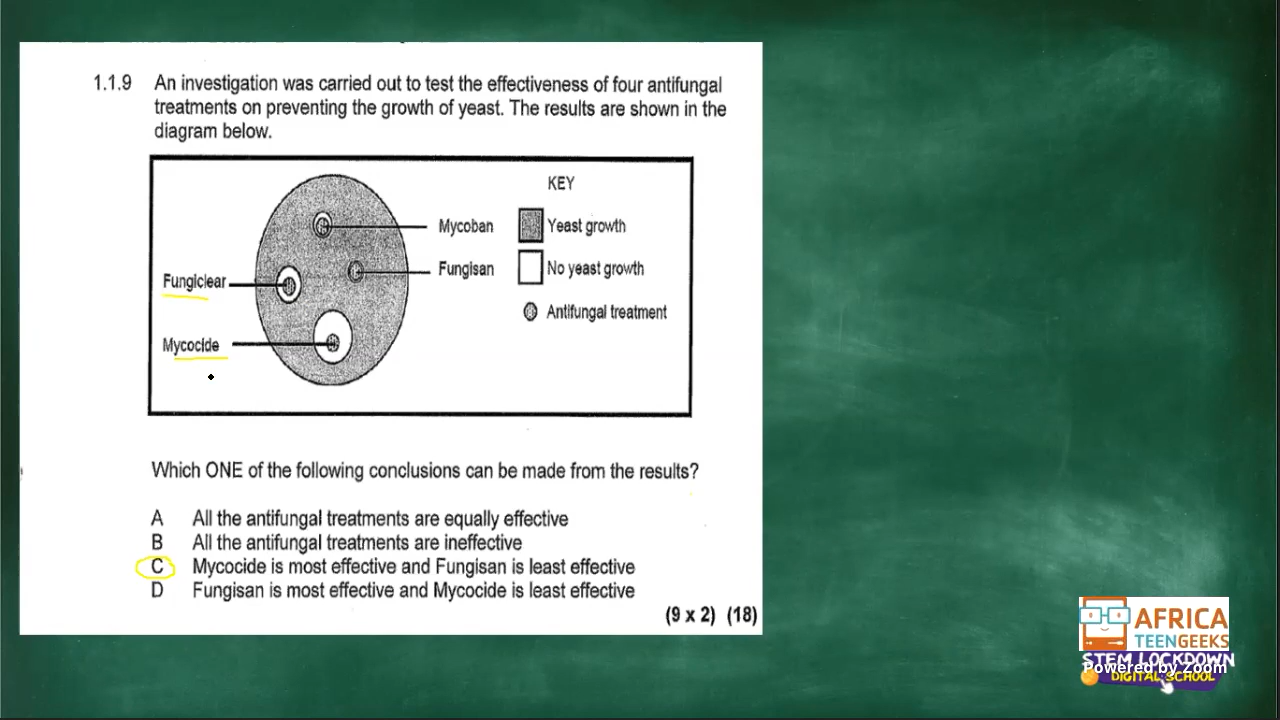 1.1.9 An investigation was carried out to test the effectiveness of four antifungal
treatments on preventing the growth of yeast. The results are shown in the
diagram below.
KEY
Mycoban
Yeast growth
Fungisan
No yeast growth
Fungiclear
Antifungal treatment
Mycocide
Which ONE of the following conclusions can be made from the results?
A All the antifungal treatments are equally effective
B All the antifungal treatments are ineffective
C Mycocide is most effective and Fungisan is least effective
D Fungisan is most effective and Mycocide is least effective
(9 x 2) (18)
AFRICA
TEENGEEKS
STEM LOCKDOWN
Powered by Zoom
DIGITAL SCHOOL